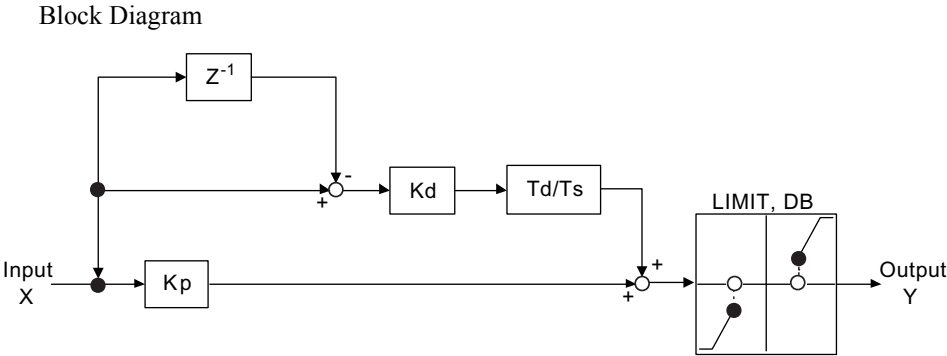 Block Diagram
Z-1
-
+
Kd
Td/Ts
LIMIT, DB
Input
X
Kp
+
+
Output
Y